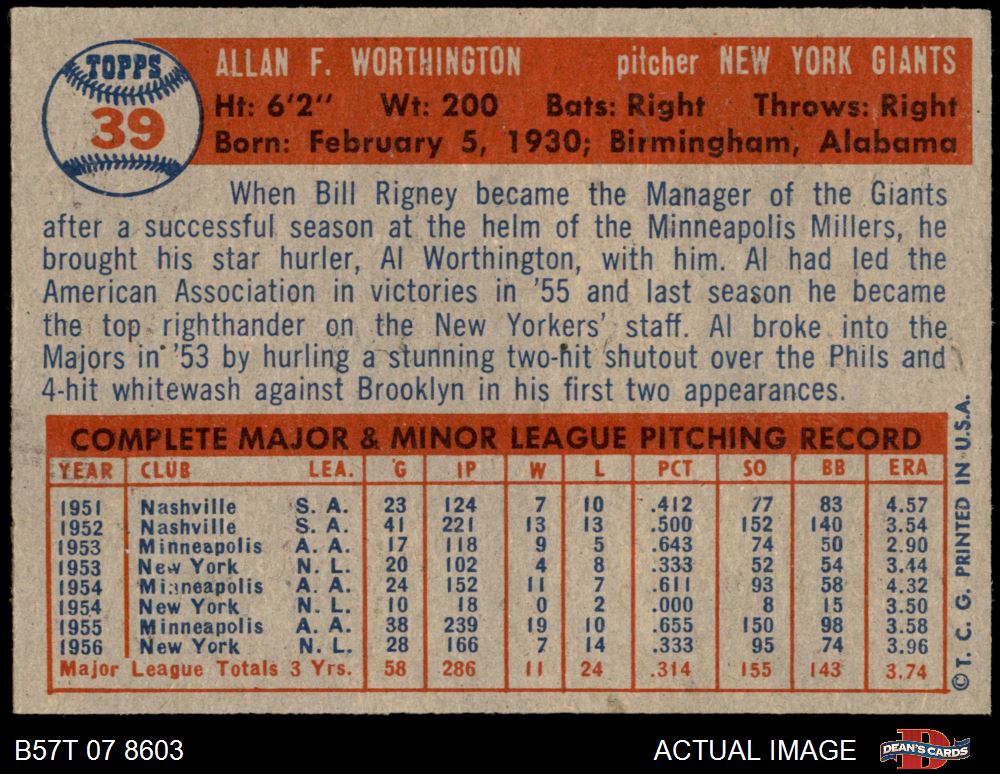 TOPPS
39
ALLAN F. WORTHINGTON pitcher NEW YORK GIANTS
Ht: 6'2" Wt: 200 Bats: Right Throws: Right
Born: February 5, 1930; Birmingham, Alabama
When Bill Rigney became the Manager of the Giants
after a successful season at the helm of the Minneapolis Millers, he
brought his star hurler, Al Worthington, with him. Al had led the
American Association in victories in '55 and last season he became
the top righthander on the New Yorkers' staff. Al broke into the
Majors in '53 by hurling a stunning two-hit shutout over the Phils and
4-hit whitewash against Brooklyn in his first two appearances.
COMPLETE MAJOR & MINOR LEAGUE PITCHING RECORD
YEAR CLUB LEA. G IP W L PCT SO BB ERA
1951 Nashville S. A. 23 124 7 10 .412 77 83 4.57
1952 Nashville S. A. 41 221 13 13 .500 152 140 3.54
1953 Minneapolis A. A. 17 118 9 5 .643 74 50 2.90
1953 New York N. L. 20 102 4 8 .333 52 54 3.44
1954 Minneapolis A. A. 24 152 11 7 .611 93 58 4.32
1954 New York N. L. 10 18 0 2 .000 8 15 3.50
1955 Minneapolis A. A. 38 239 19 10 .655 150 98 3.58
1956 New York N. L. 28 166 7 14 .333 95 74 3.96
Major League Totals 3 Yrs. 58 286 11 24 .314 155 143 3.74
©T. C. G. PRINTED IN U.S.A.
B57T 07 8603 ACTUAL IMAGE
DEAN'S CARDS